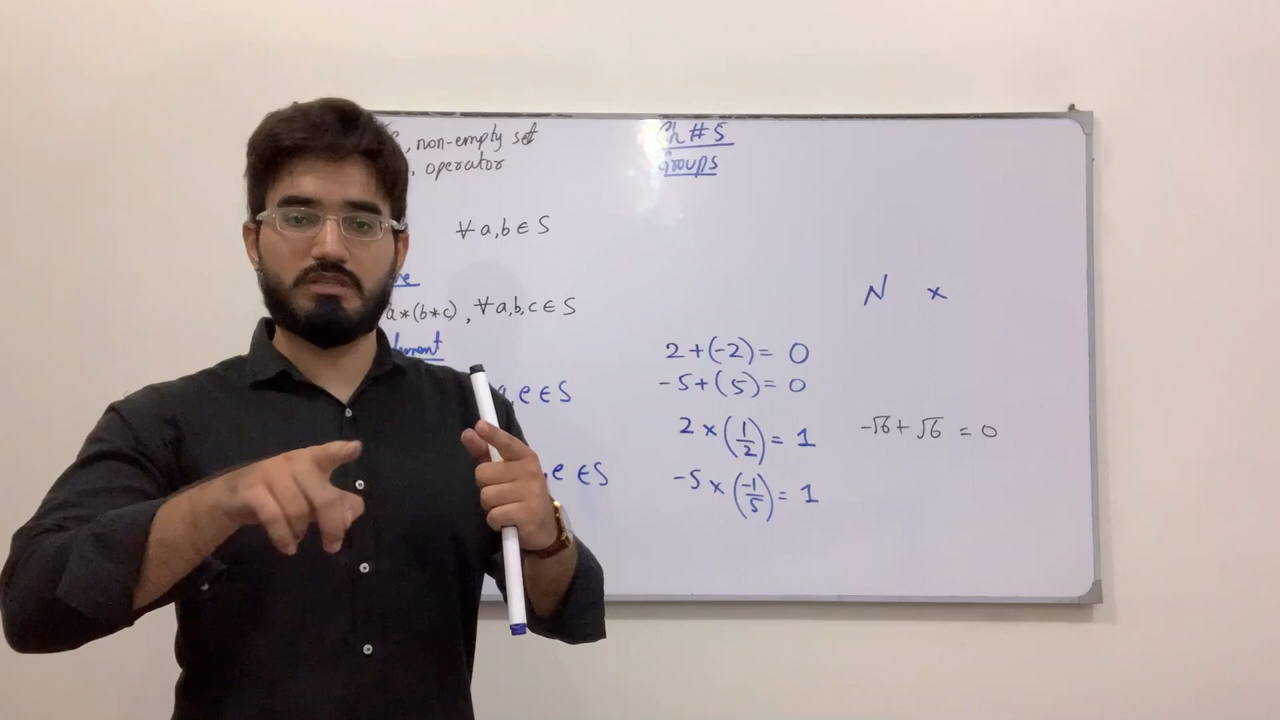 , non-empty set
, operator
∀ a,b ∈ S
a*(b*c) , ∀ a,b,c ∈ S
,e ∈ S
,e ∈ S
Ch # 5
Groups
N ×
2 + (-2) = 0
-5 + (5) = 0
2 × (1/2) = 1
-√6 + √6 = 0
-5 × (-1/5) = 1